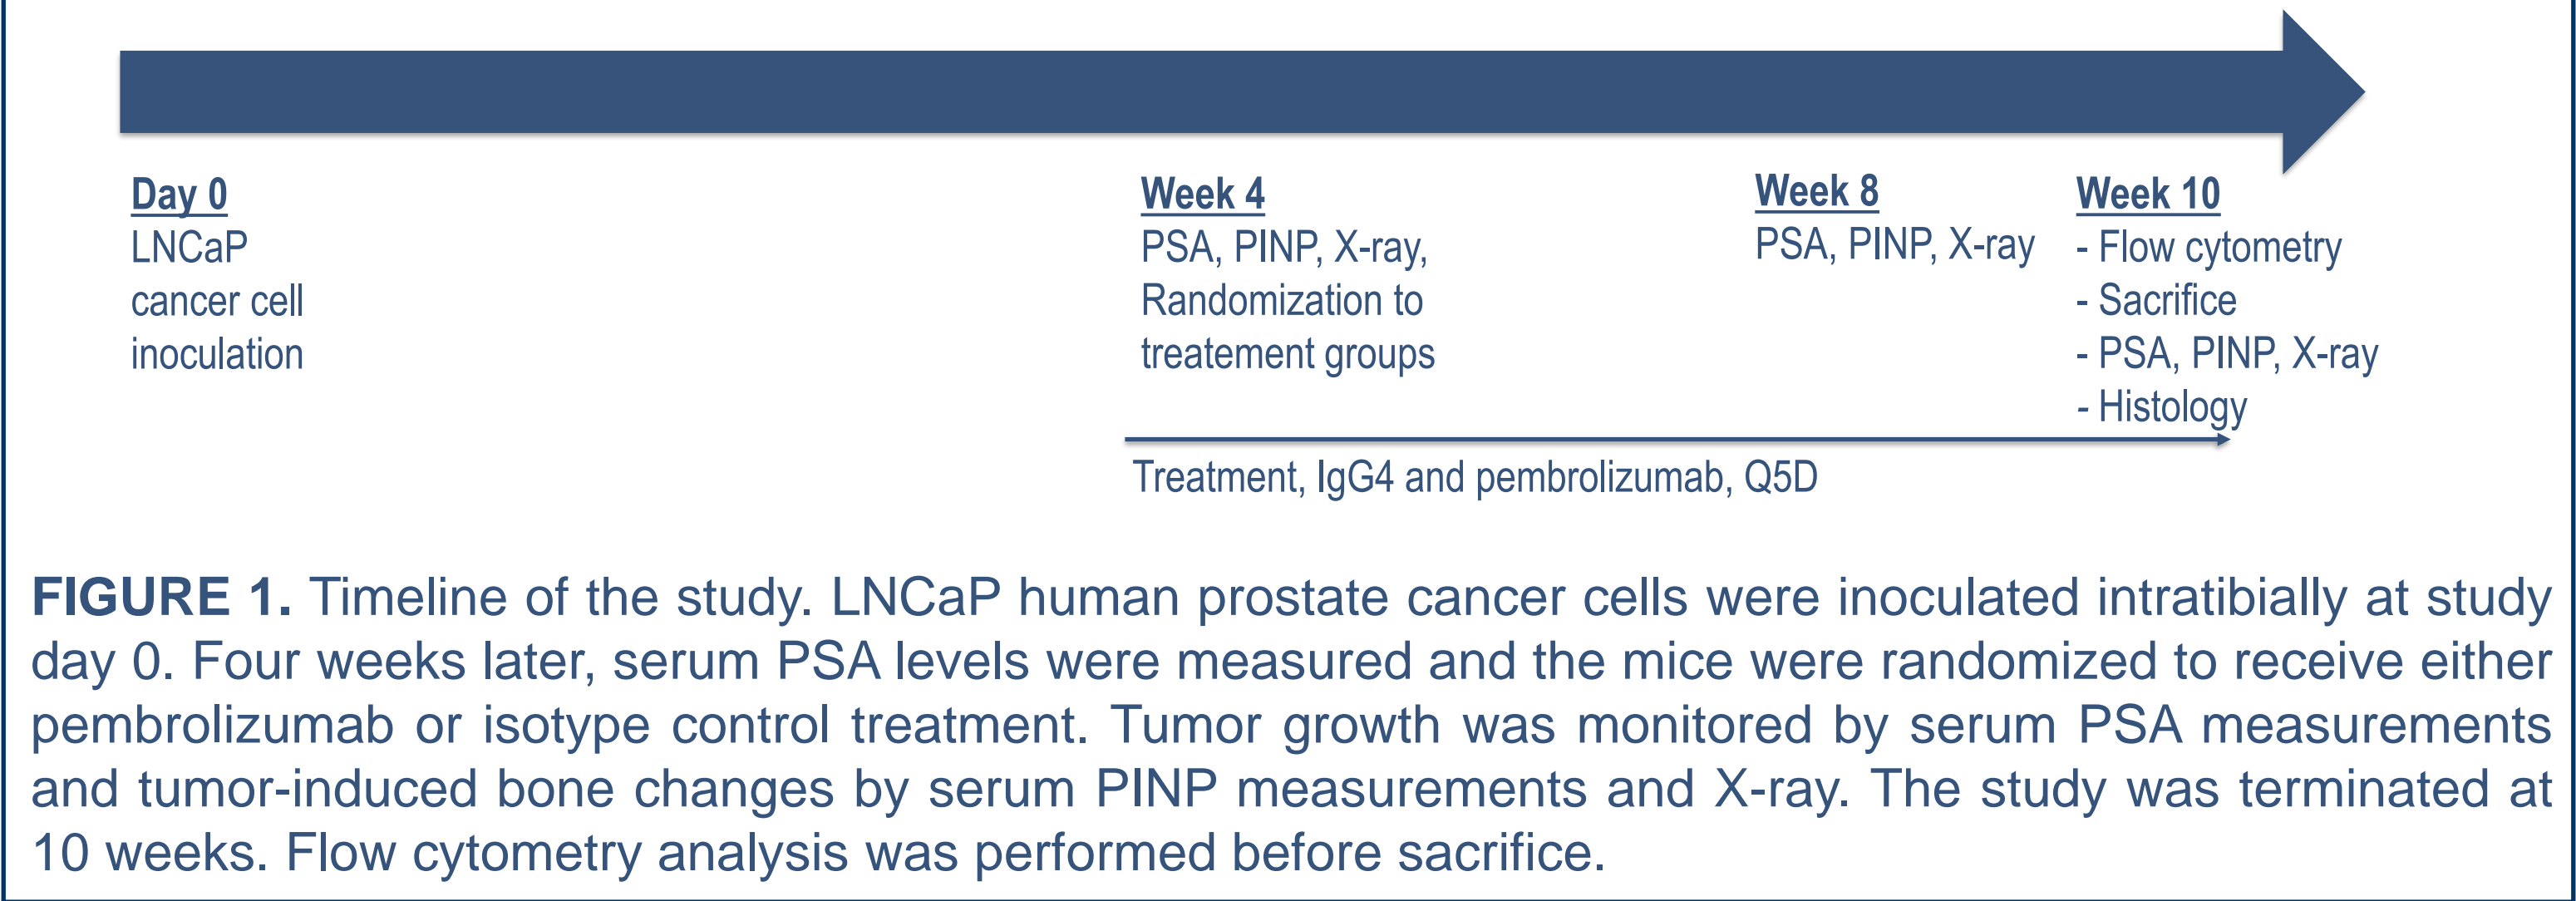 Day 0
LNCaP
cancer cell
inoculation
Week 4
PSA, PINP, X-ray,
Randomization to
treatement groups
Week 8
PSA, PINP, X-ray
Week 10
- Flow cytometry
- Sacrifice
- PSA, PINP, X-ray
- Histology
Treatment, IgG4 and pembrolizumab, Q5D
FIGURE 1. Timeline of the study. LNCaP human prostate cancer cells were inoculated intratibially at study
day 0. Four weeks later, serum PSA levels were measured and the mice were randomized to receive either
pembrolizumab or isotype control treatment. Tumor growth was monitored by serum PSA measurements
and tumor-induced bone changes by serum PINP measurements and X-ray. The study was terminated at
10 weeks. Flow cytometry analysis was performed before sacrifice.